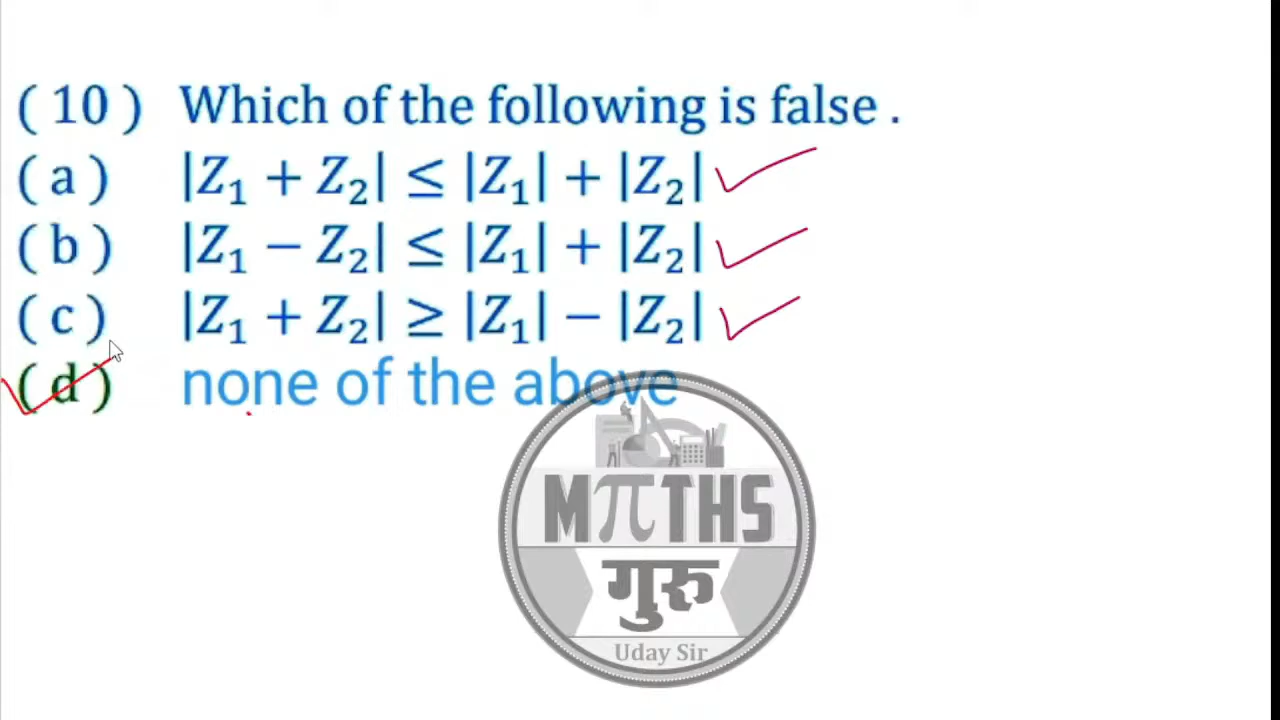 ( 10 ) Which of the following is false .
( a ) |Z₁ + Z₂| ≤ |Z₁| + |Z₂|
( b ) |Z₁ − Z₂| ≤ |Z₁| + |Z₂|
( c ) |Z₁ + Z₂| ≥ |Z₁| − |Z₂|
( d ) none of the above
MπTHS
गुरु
Uday Sir